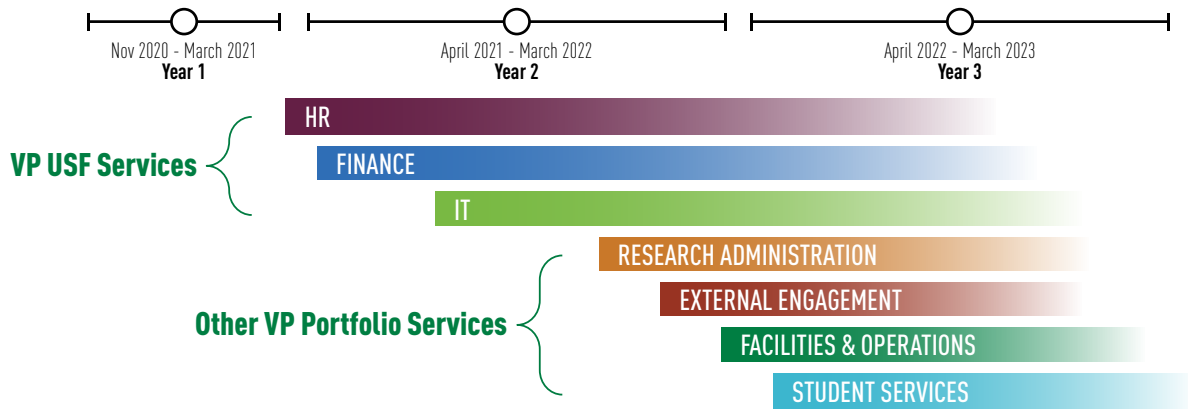 Nov 2020 - March 2021
Year 1
April 2021 - March 2022
Year 2
April 2022 - March 2023
Year 3
VP USF Services
HR
FINANCE
IT
Other VP Portfolio Services
RESEARCH ADMINISTRATION
EXTERNAL ENGAGEMENT
FACILITIES & OPERATIONS
STUDENT SERVICES